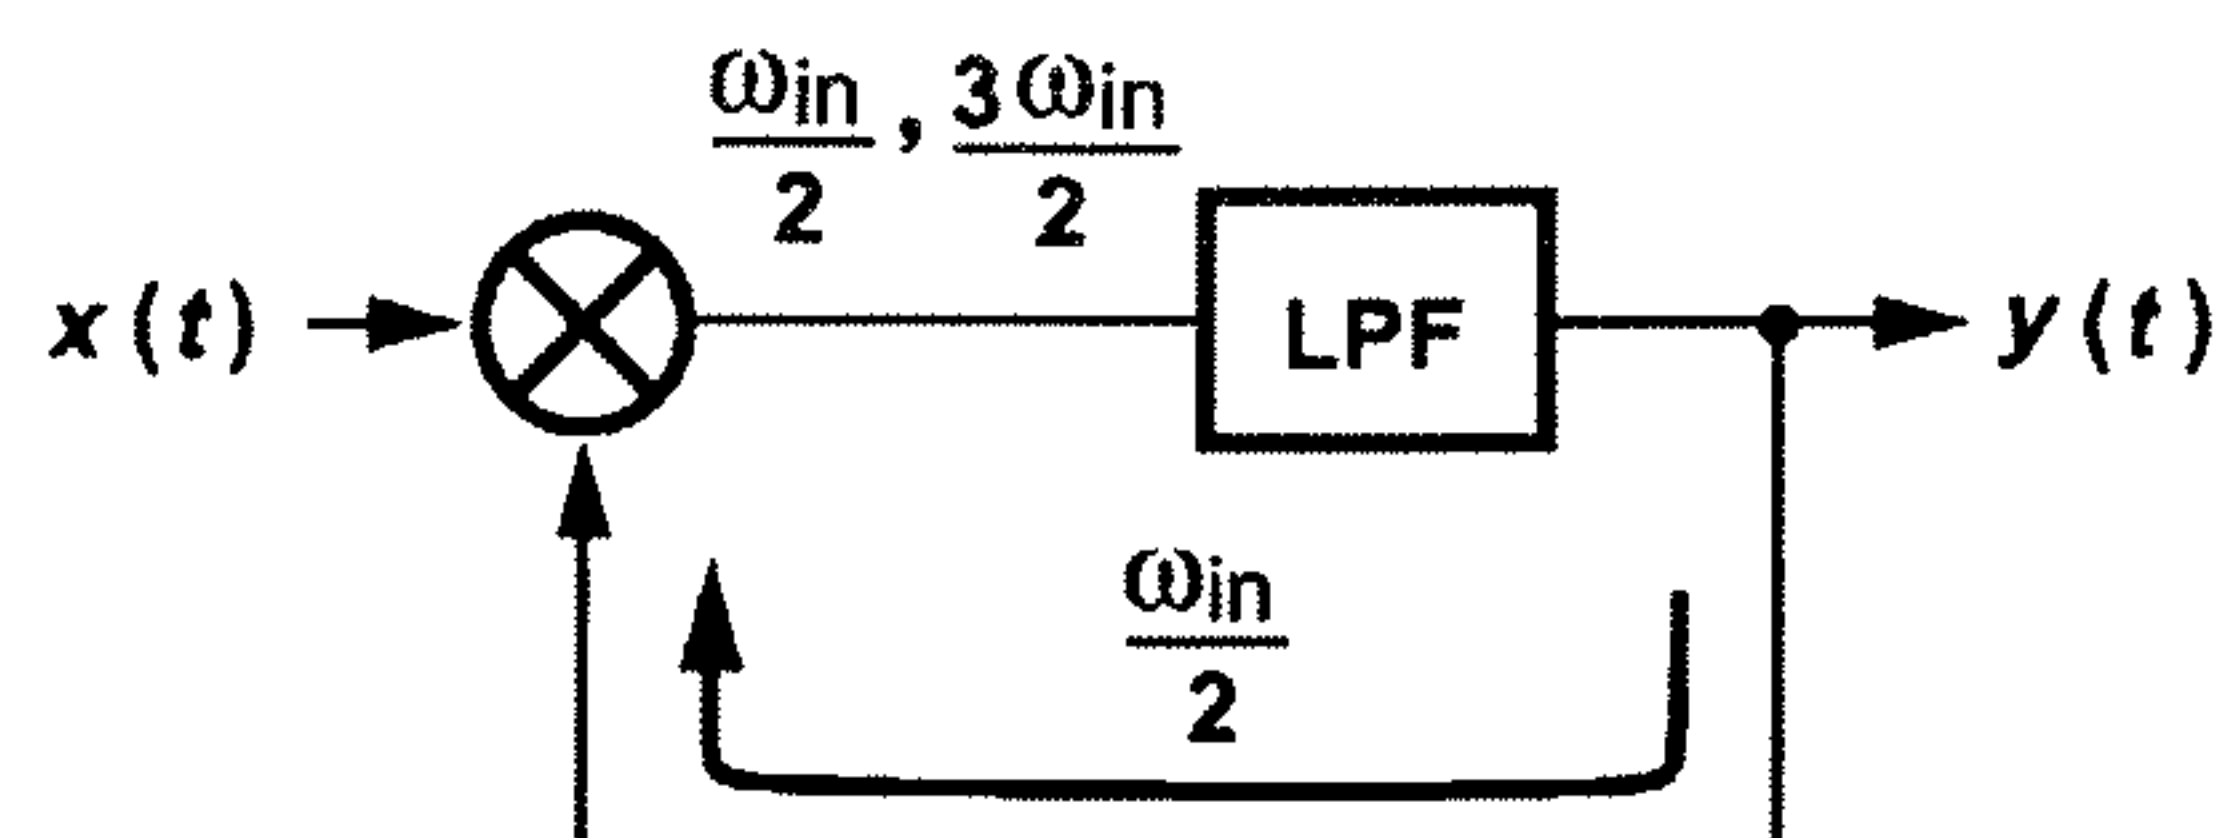 ωin/2 , 3ωin/2
x(t)
LPF
y(t)
ωin/2